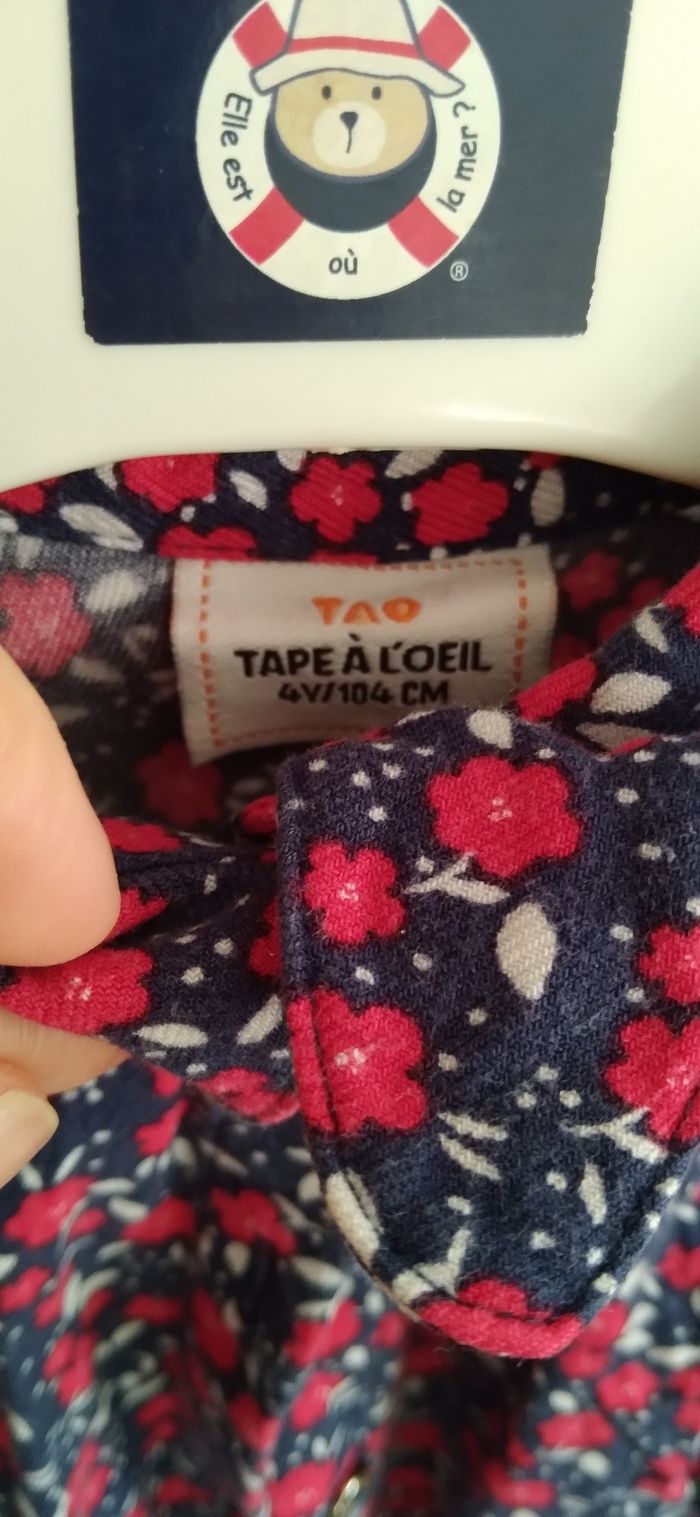 Elle est
où
la mer ?
®
TAO
TAPE À L'OEIL
4Y/104 CM